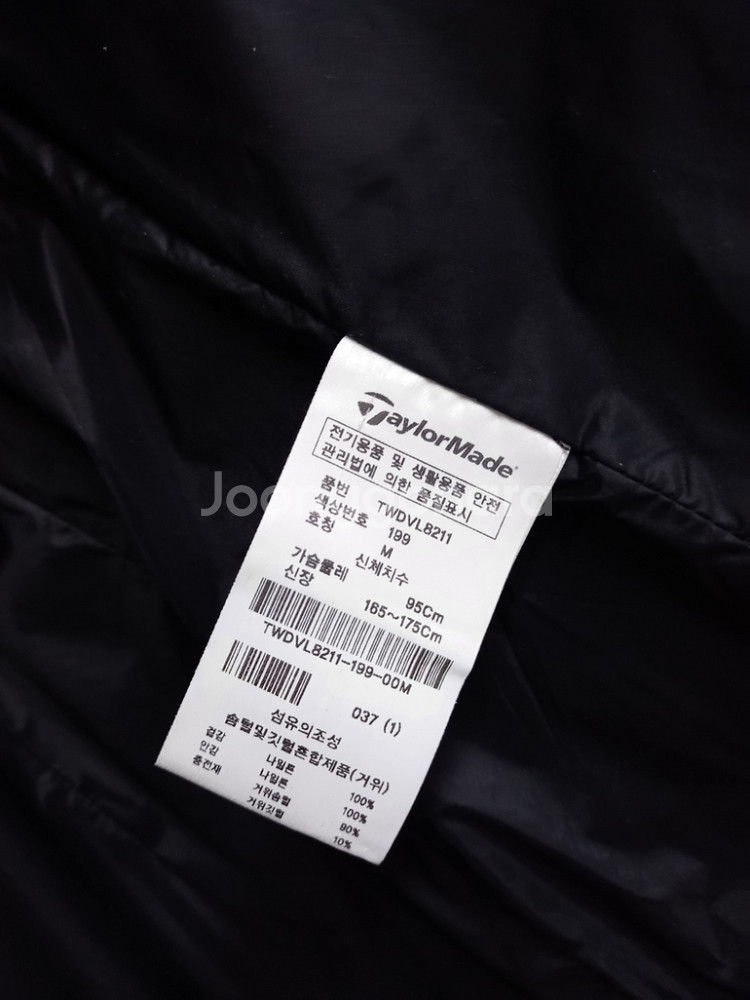 TaylorMade
전기용품 및 생활용품 안전
관리법에 의한 품질표시
품번 TWDVL8211
색상번호 199
호칭 M
신체치수
가슴둘레 95Cm
신장 165~175Cm
TWDVL8211-199-00M
037 (1)
섬유의조성
솜털및깃털혼합제품(거위)
겉감 나일론 100%
안감 나일론 100%
충전재 거위솜털 90%
거위깃털 10%